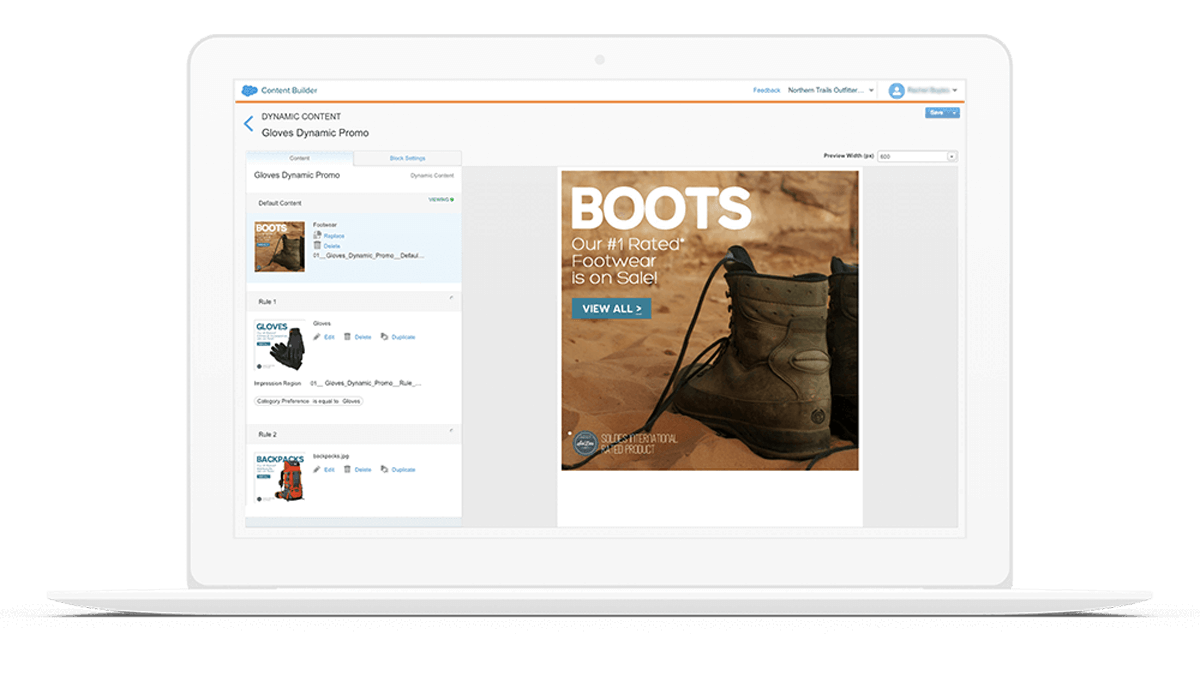 Content Builder
Feedback
Northern Trails Outfitter...
DYNAMIC CONTENT
Gloves Dynamic Promo
Save
Content
Block Settings
Preview Width (px)
600
Gloves Dynamic Promo
Dynamic Content
Default Content
VIEWING
BOOTS
Footwear
Replace
Delete
01__Gloves_Dynamic_Promo__Defaul...
Rule 1
GLOVES
Gloves
Edit
Delete
Duplicate
Impression Region
01__ Gloves_Dynamic_Promo__Rule_...
Category Preference is equal to Gloves
Rule 2
BACKPACKS
backpacks.jpg
Edit
Delete
Duplicate
BOOTS
Our #1 Rated*
Footwear
is on Sale!
VIEW ALL >
SOLDES INTERNATIONAL
RATED PRODUCT